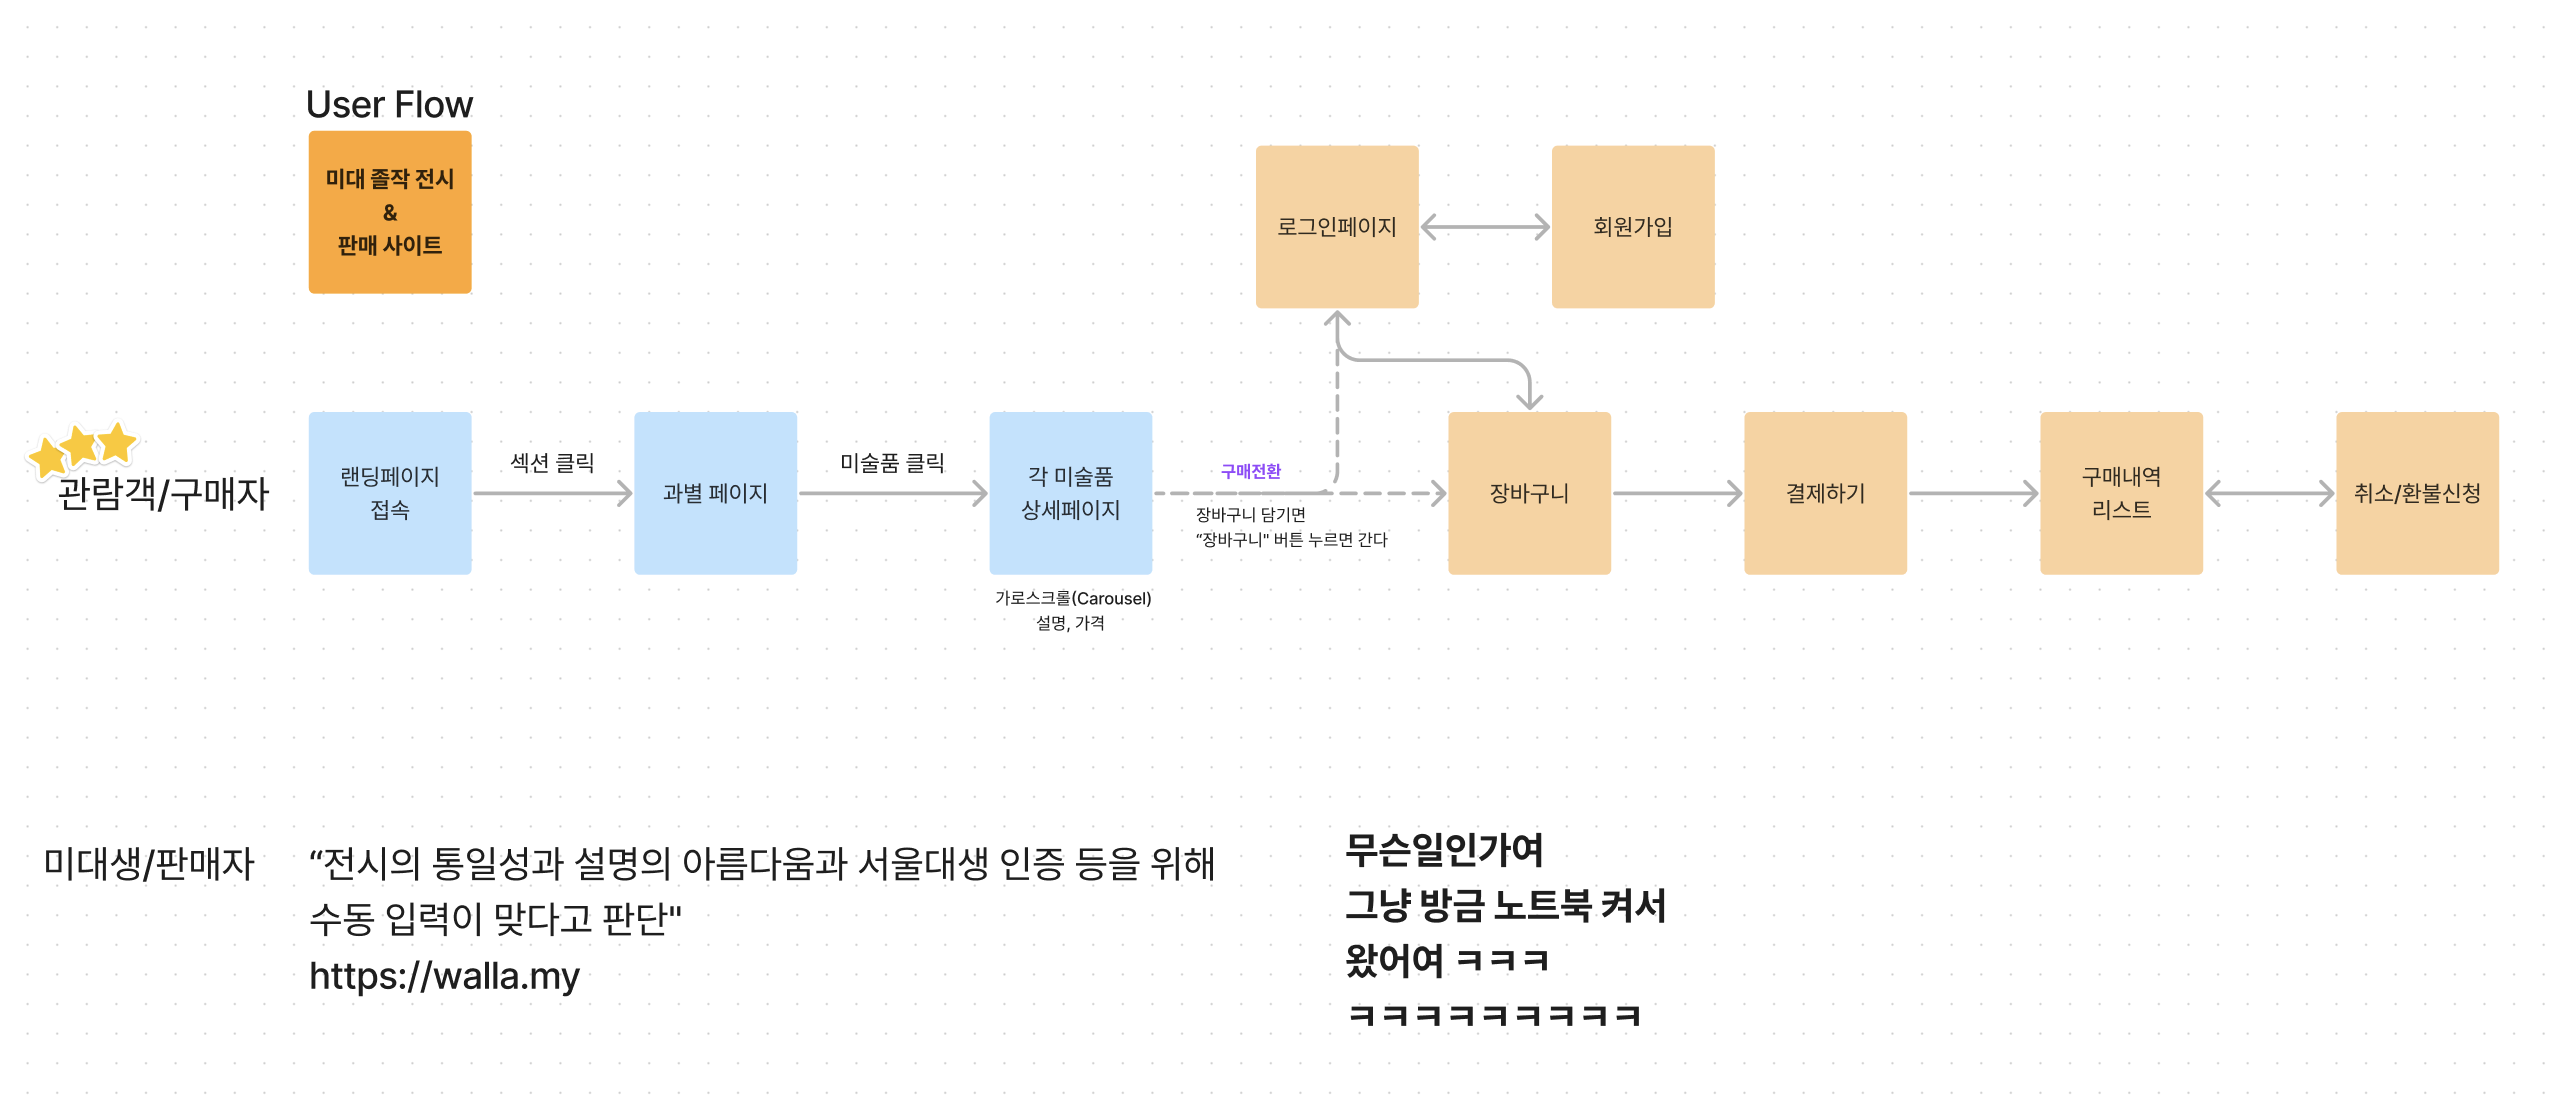 User Flow
미대 졸작 전시
&
판매 사이트
로그인페이지
회원가입
관람객/구매자
랜딩페이지
접속
섹션 클릭
과별 페이지
미술품 클릭
각 미술품
상세페이지
가로스크롤(Carousel)
설명, 가격
구매전환
장바구니 담기면
“장바구니" 버튼 누르면 간다
장바구니
결제하기
구매내역
리스트
취소/환불신청
미대생/판매자
“전시의 통일성과 설명의 아름다움과 서울대생 인증 등을 위해
수동 입력이 맞다고 판단"
https://walla.my
무슨일인가여
그냥 방금 노트북 켜서
왔어여 ㅋㅋㅋ
ㅋㅋㅋㅋㅋㅋㅋㅋㅋ